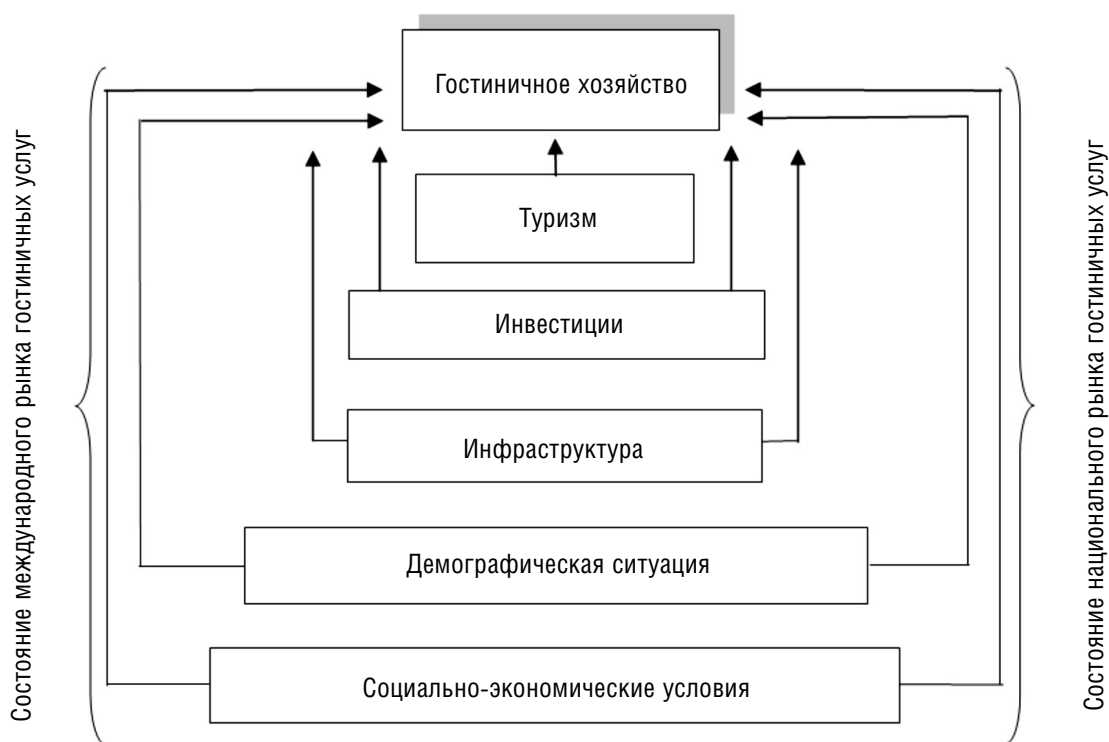 Гостиничное хозяйство
Туризм
Инвестиции
Инфраструктура
Демографическая ситуация
Социально-экономические условия
Состояние международного рынка гостиничных услуг
Состояние национального рынка гостиничных услуг